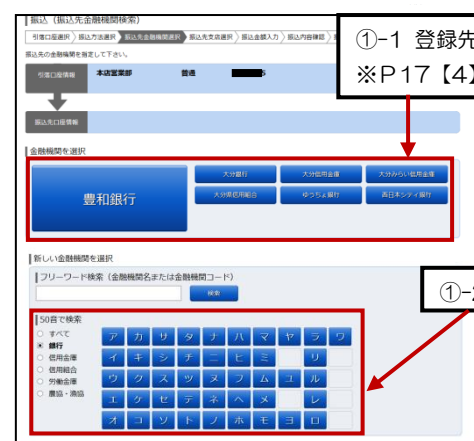 振込（振込先金融機関検索）
引落口座選択 振込方法選択 振込先金融機関選択 振込先支店選択 振込金額入力 振込内容確認
振込先の金融機関を指定して下さい。
①-1 登録先
※P17【4】
引落口座情報 本店営業部 普通
振込先口座情報
金融機関を選択
豊和銀行
大分銀行 大分信用金庫 大分みらい信用金庫
大分県信用組合 ゆうちょ銀行 西日本シティ銀行
新しい金融機関を選択
フリーワード検索（金融機関名または金融機関コード）
検索
①-2
50音で検索
すべて
銀行
信用金庫
信用組合
労働金庫
農協・漁協
ア カ サ タ ナ ハ マ ヤ ラ ワ
イ キ シ チ ニ ヒ ミ リ
ウ ク ス ツ ヌ フ ム ユ ル
エ ケ セ テ ネ ヘ メ レ
オ コ ソ ト ノ ホ モ ヨ ロ